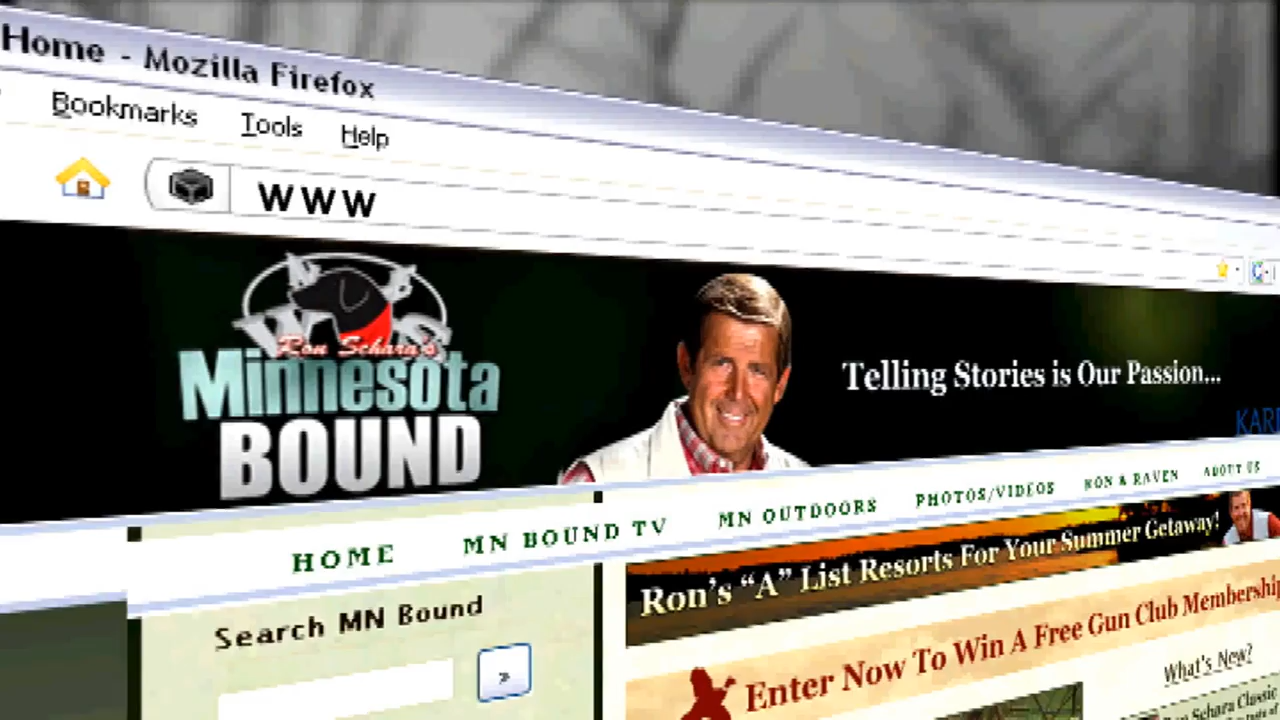 Home - Mozilla Firefox
Bookmarks Tools Help
WWW
Ron Schara's
Minnesota
BOUND
Telling Stories is Our Passion...
HOME MN BOUND TV MN OUTDOORS PHOTOS/VIDEOS RON & RAVEN ABOUT US
Search MN Bound
»
Ron's “A” List Resorts For Your Summer Getaway!
Enter Now To Win A Free Gun Club Membership
What's New?
Schara Classic